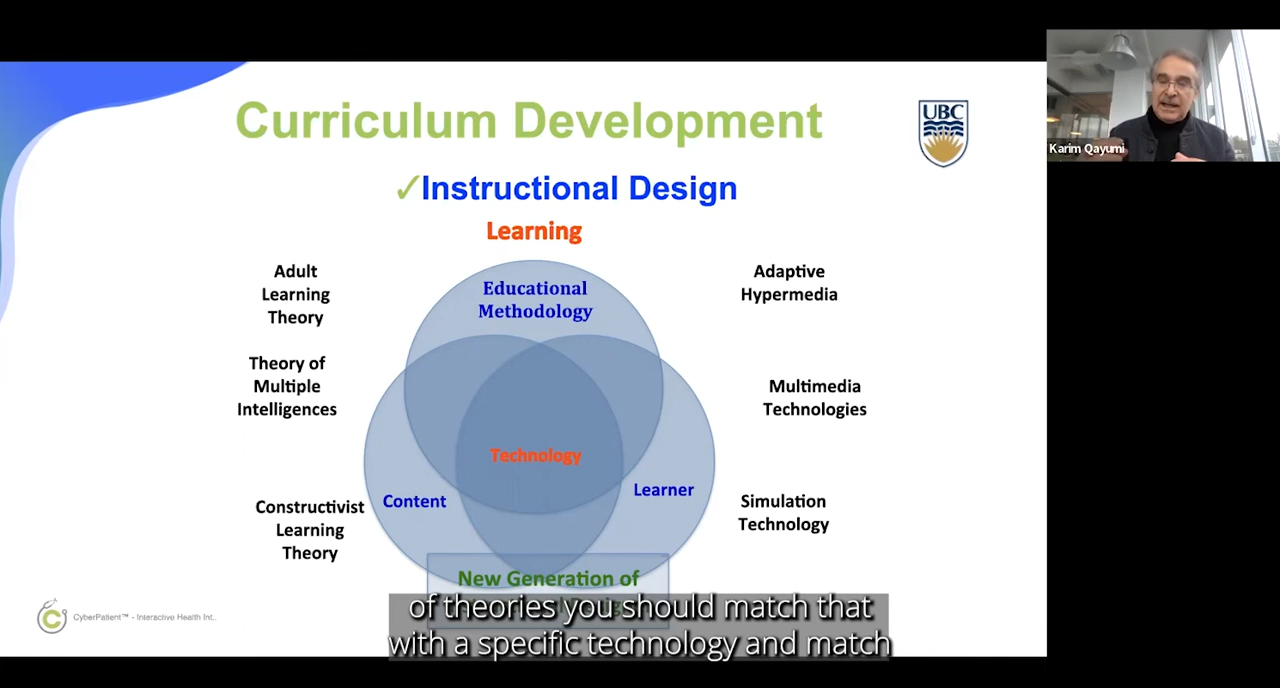 Curriculum Development
UBC
Karim Qayumi
✓Instructional Design
Learning
Adult
Learning
Theory
Educational
Methodology
Adaptive
Hypermedia
Theory of
Multiple
Intelligences
Multimedia
Technologies
Technology
Content
Learner
Constructivist
Learning
Theory
Simulation
Technology
New Generation of
CyberPatient™ - Interactive Health Int..
of theories you should match that
with a specific technology and match